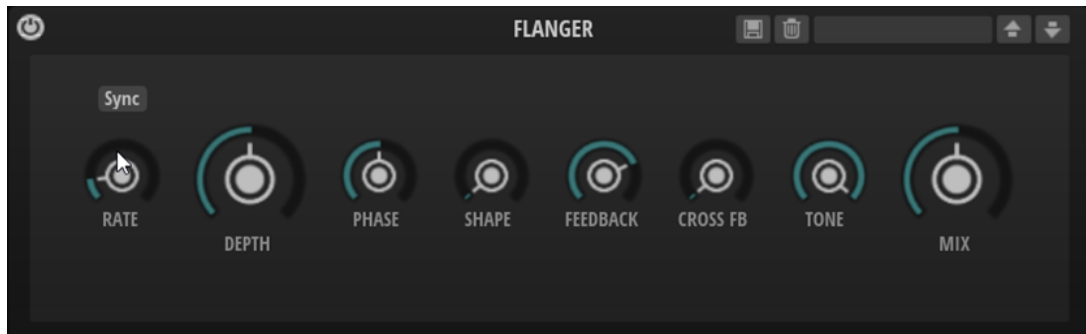 FLANGER
Sync
RATE
DEPTH
PHASE
SHAPE
FEEDBACK
CROSS FB
TONE
MIX